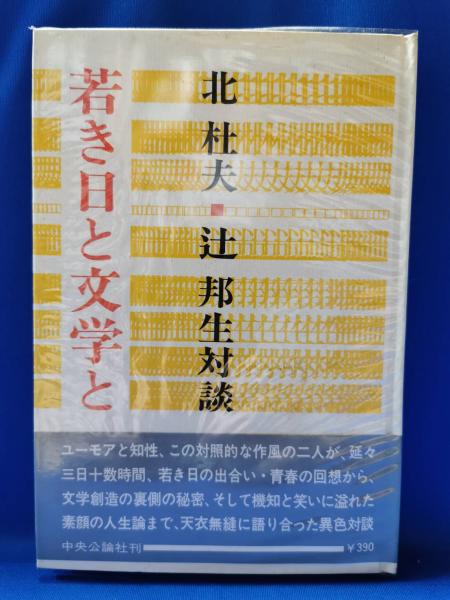 若き日と文学と
北 杜夫■辻 邦生対談
ユーモアと知性、この対照的な作風の二人が、延々
三日十数時間、若き日の出合い・青春の回想から、
文学創造の裏側の秘密、そして機知と笑いに溢れた
素顔の人生論まで、天衣無縫に語り合った異色対談
中央公論社刊 ¥390